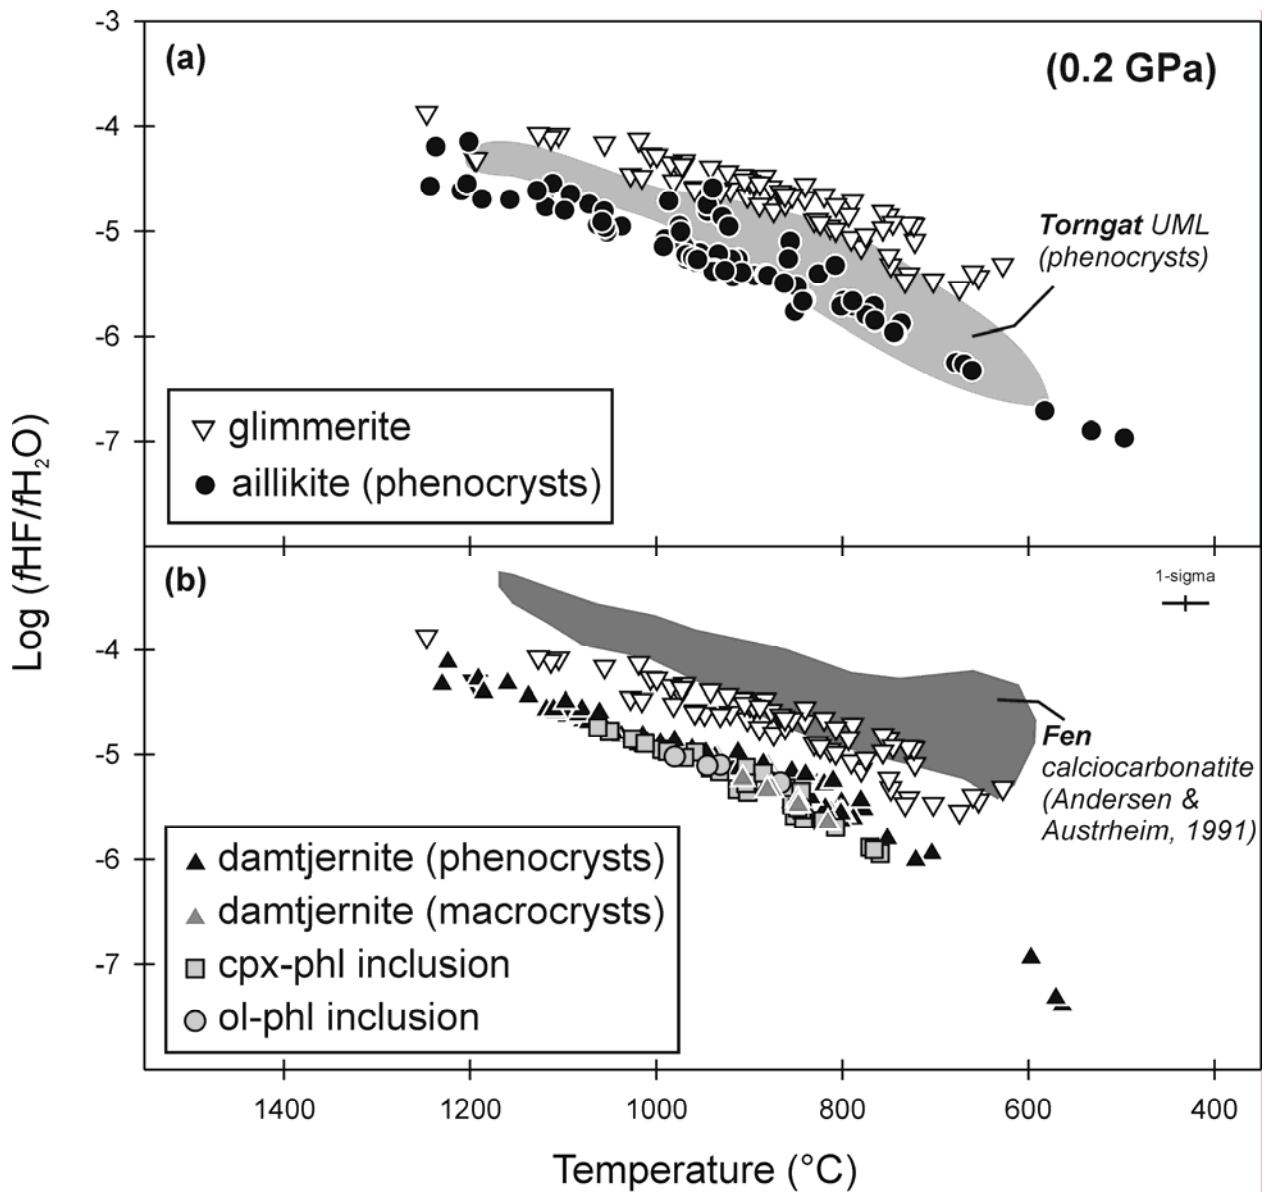 -3
(a)
(0.2 GPa)
-4
-5
Torngat UML
(phenocrysts)
-6
-7
glimmerite
aillikite (phenocrysts)
Log (fHF/fH₂O)
(b)
1-sigma
-4
-5
Fen
calciocarbonatite
(Andersen &
Austrheim, 1991)
-6
-7
damtjernite (phenocrysts)
damtjernite (macrocrysts)
cpx-phl inclusion
ol-phl inclusion
1400 1200 1000 800 600 400
Temperature (°C)